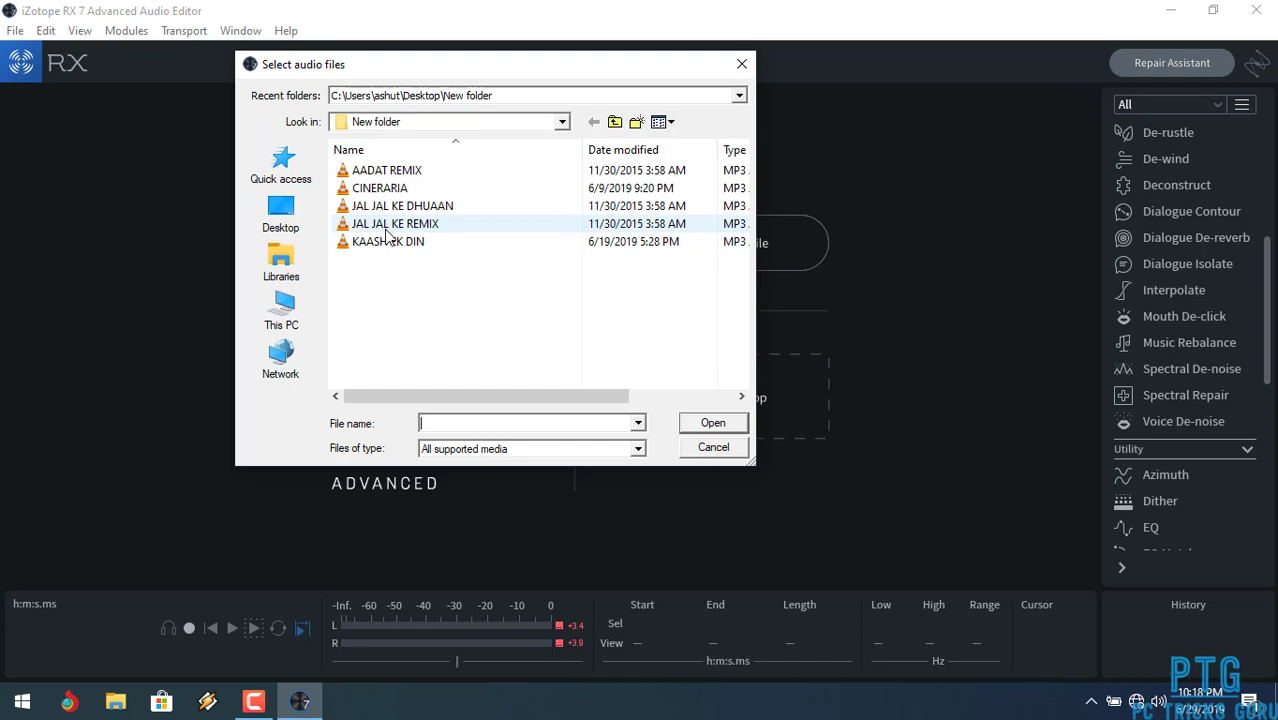 iZotope RX 7 Advanced Audio Editor
File Edit View Modules Transport Window Help
RX
Repair Assistant
Select audio files
Recent folders: C:\Users\ashut\Desktop\New folder
Look in: New folder
Name Date modified Type
AADAT REMIX 11/30/2015 3:58 AM MP3
CINERARIA 6/9/2019 9:20 PM MP3
JAL JAL KE DHUAAN 11/30/2015 3:58 AM MP3
JAL JAL KE REMIX 11/30/2015 3:58 AM MP3
KAASH EK DIN 6/19/2019 5:28 PM MP3
Quick access
Desktop
Libraries
This PC
Network
File name: Open
Files of type: All supported media Cancel
ile
op
ADVANCED
All
De-rustle
De-wind
Deconstruct
Dialogue Contour
Dialogue De-reverb
Dialogue Isolate
Interpolate
Mouth De-click
Music Rebalance
Spectral De-noise
Spectral Repair
Voice De-noise
Utility
Azimuth
Dither
EQ
h:m:s.ms
-Inf. -60 -50 -40 -30 -20 -10 0
L +3.4
R +3.9
Start End Length
Sel
View — — —
h:m:s.ms
Low High Range Cursor
— — —
Hz
History
7
10:18 PM
6/29/2019
PTG